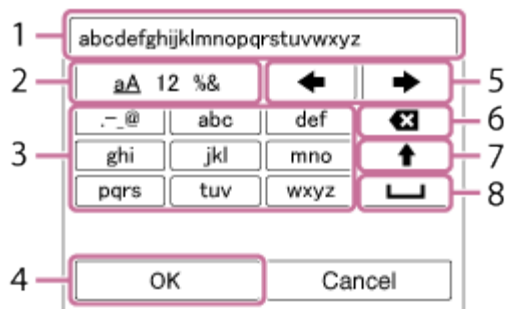 1 abcdefghijklmnopqrstuvwxyz
2 aA 12 %& 5
.-_@ abc def 6
3 ghi jkl mno 7
pqrs tuv wxyz 8
4 OK Cancel